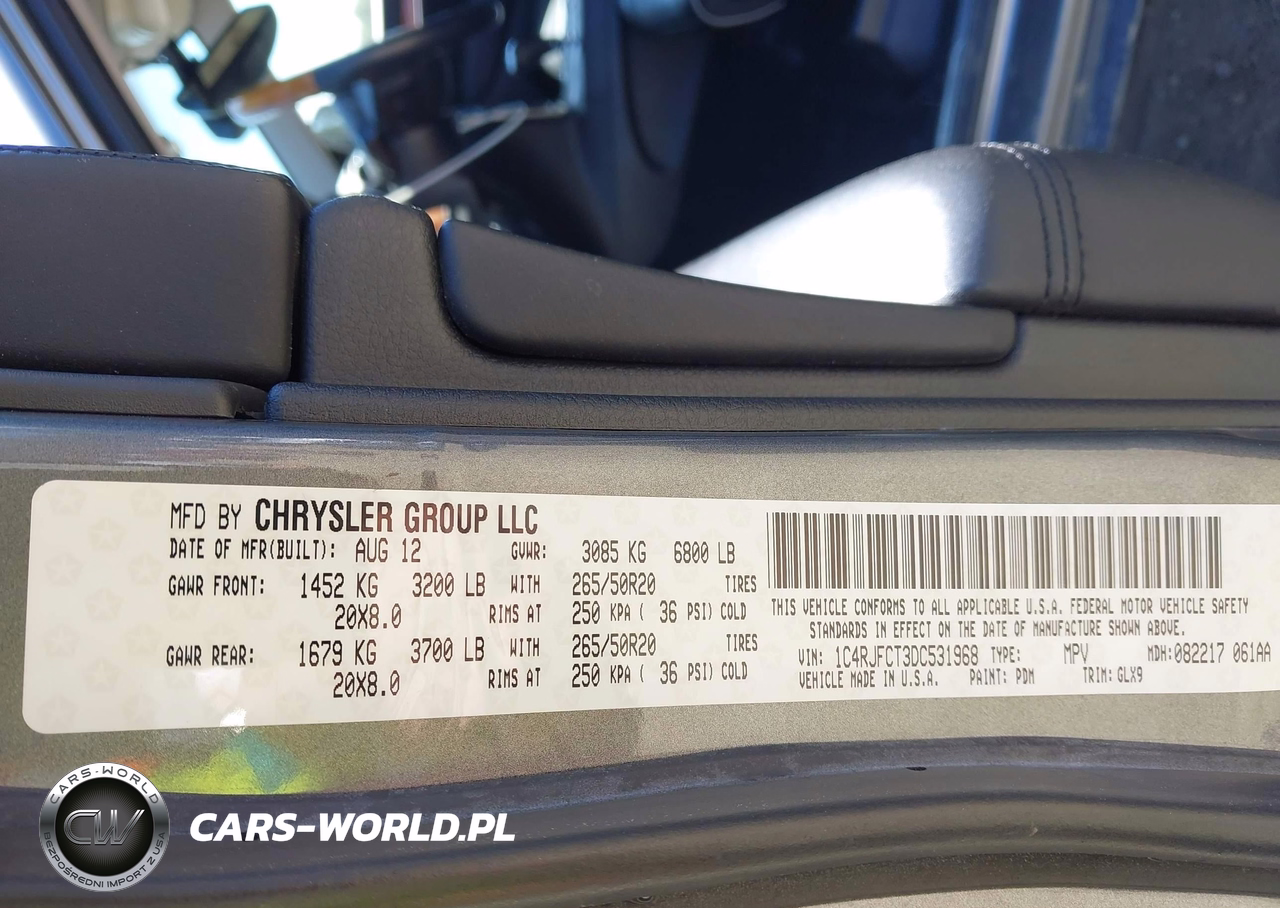 MFD BY CHRYSLER GROUP LLC
DATE OF MFR(BUILT): AUG 12 GVWR: 3085 KG 6800 LB
GAWR FRONT: 1452 KG 3200 LB WITH 265/50R20 TIRES
20X8.0 RIMS AT 250 KPA ( 36 PSI) COLD
GAWR REAR: 1679 KG 3700 LB WITH 265/50R20 TIRES
20X8.0 RIMS AT 250 KPA ( 36 PSI) COLD
THIS VEHICLE CONFORMS TO ALL APPLICABLE U.S.A. FEDERAL MOTOR VEHICLE SAFETY
STANDARDS IN EFFECT ON THE DATE OF MANUFACTURE SHOWN ABOVE.
VIN: 1C4RJFCT3DC531968 TYPE: MPV MDH:082217 061AA
VEHICLE MADE IN U.S.A. PAINT: PDM TRIM: GLX9
CARS-WORLD
CW
BEZPOŚREDNI IMPORT Z USA
CARS-WORLD.PL